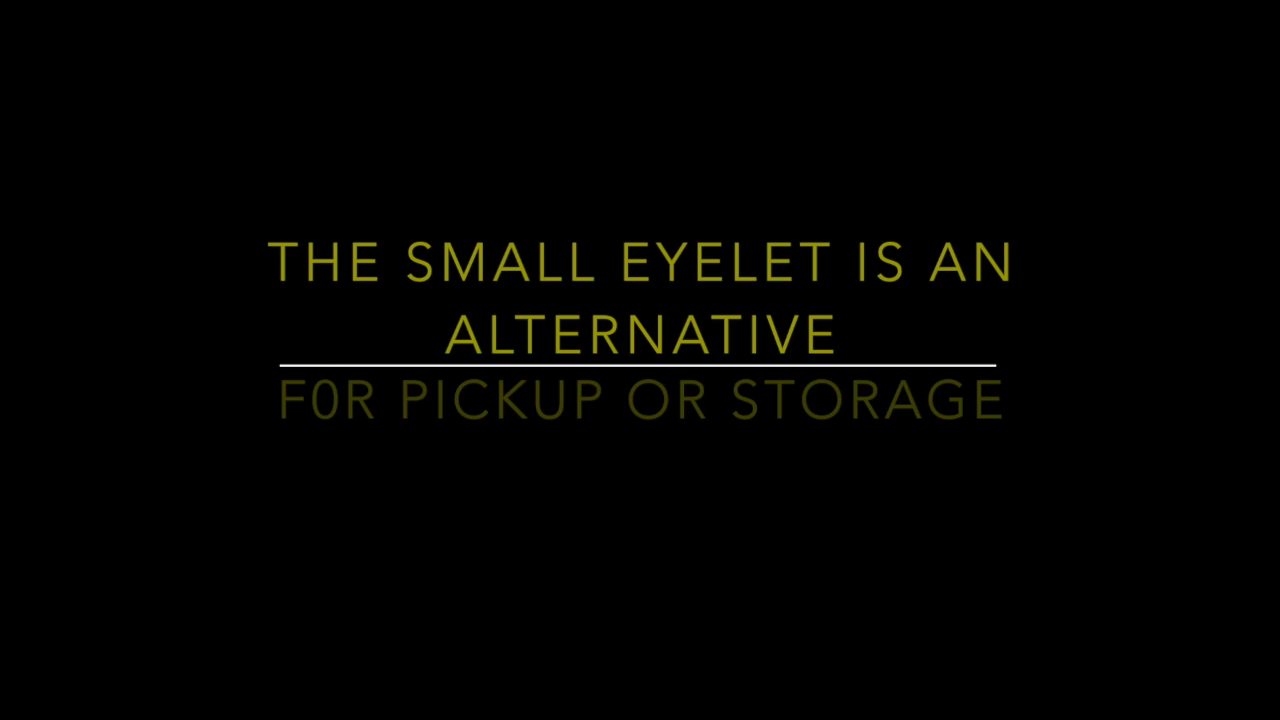 THE SMALL EYELET IS AN
ALTERNATIVE
F0R PICKUP OR STORAGE